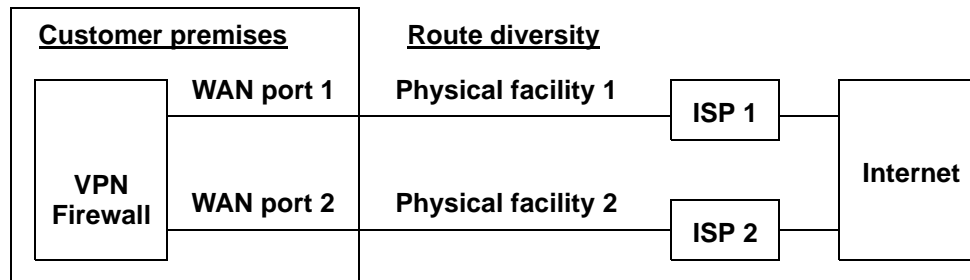 Customer premises
Route diversity
WAN port 1
Physical facility 1
ISP 1
VPN
Firewall
Internet
WAN port 2
Physical facility 2
ISP 2